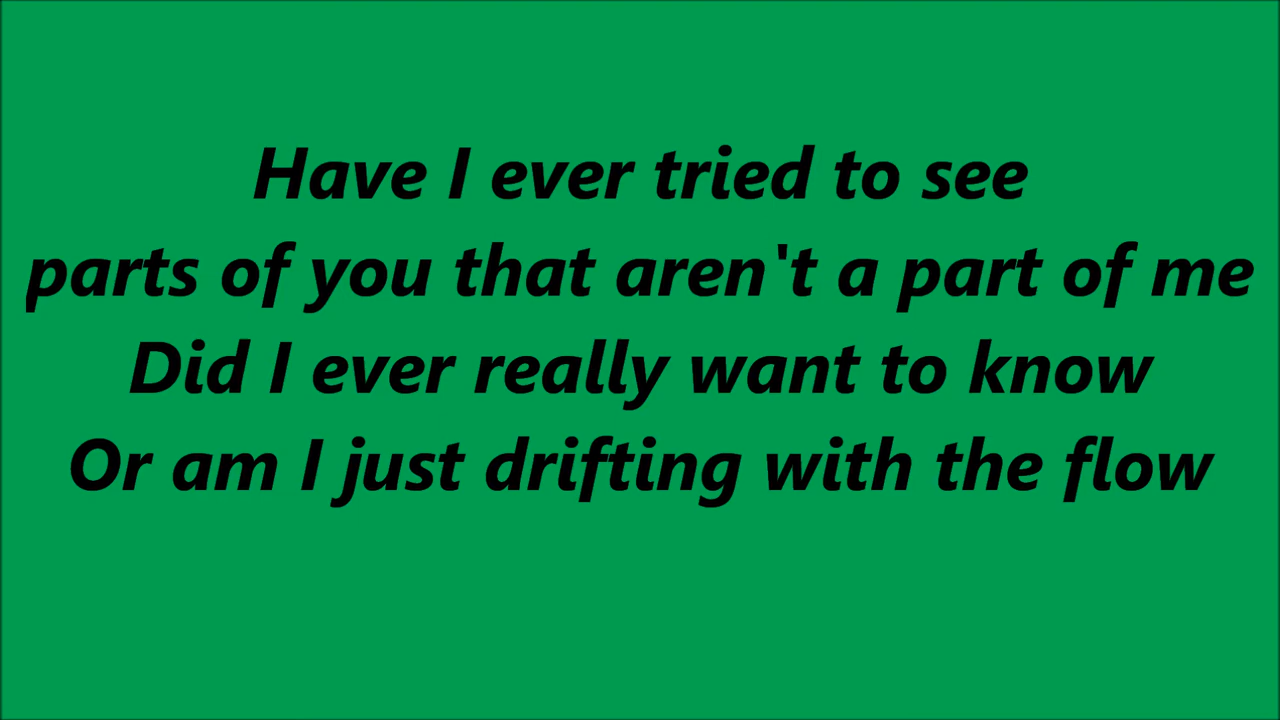 Have I ever tried to see
parts of you that aren't a part of me
Did I ever really want to know
Or am I just drifting with the flow